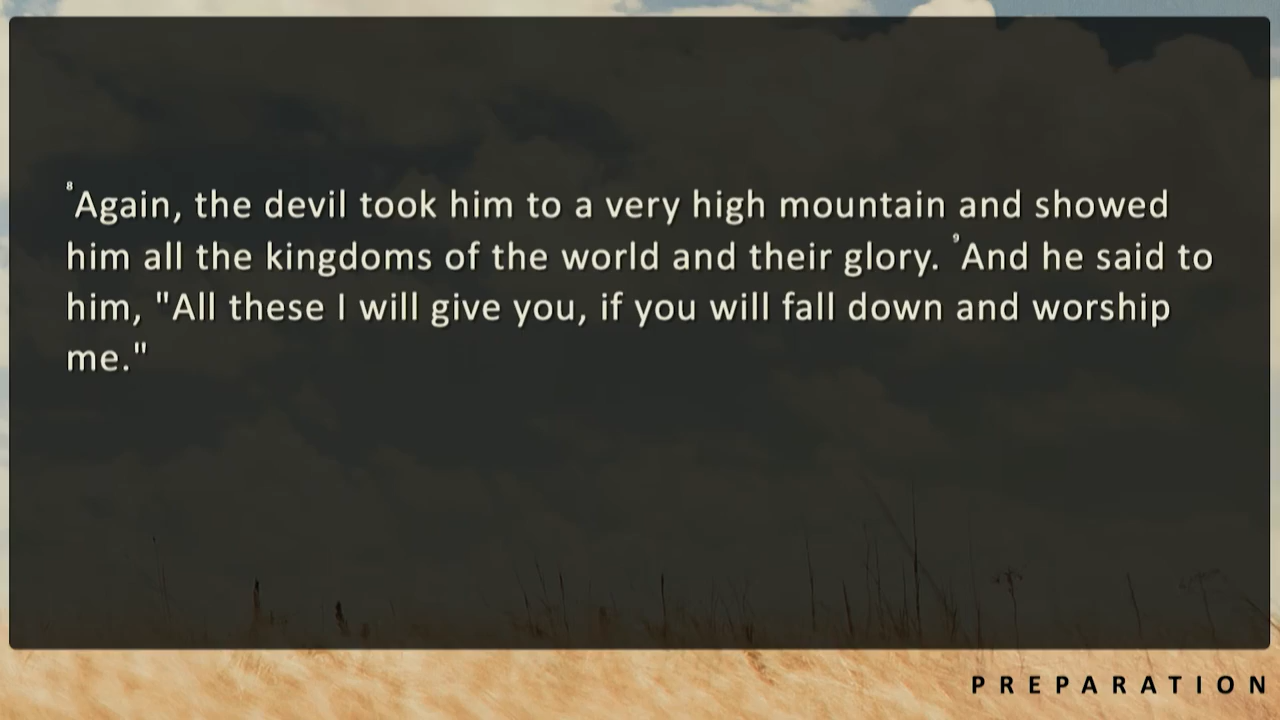 ⁸Again, the devil took him to a very high mountain and showed
him all the kingdoms of the world and their glory. ⁹And he said to
him, "All these I will give you, if you will fall down and worship
me."
PREPARATION